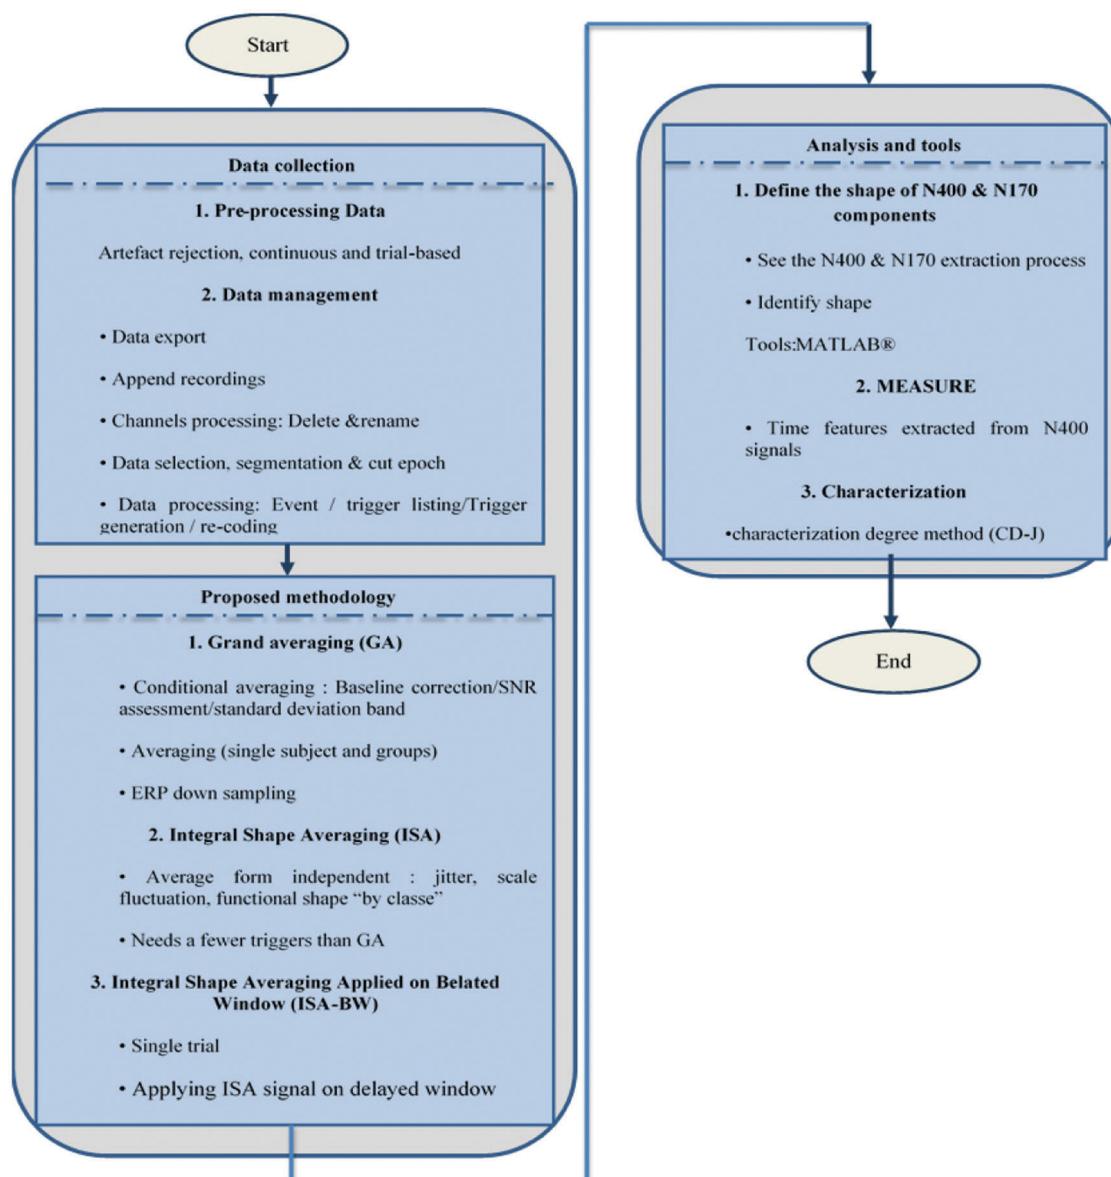 Start
Data collection
1. Pre-processing Data
Artefact rejection, continuous and trial-based
2. Data management
• Data export
• Append recordings
• Channels processing: Delete &rename
• Data selection, segmentation & cut epoch
• Data processing: Event / trigger listing/Trigger
generation / re-coding
Proposed methodology
1. Grand averaging (GA)
• Conditional averaging : Baseline correction/SNR
assessment/standard deviation band
• Averaging (single subject and groups)
• ERP down sampling
2. Integral Shape Averaging (ISA)
• Average form independent : jitter, scale
fluctuation, functional shape “by classe”
• Needs a fewer triggers than GA
3. Integral Shape Averaging Applied on Belated
Window (ISA-BW)
• Single trial
• Applying ISA signal on delayed window
Analysis and tools
1. Define the shape of N400 & N170
components
• See the N400 & N170 extraction process
• Identify shape
Tools:MATLAB®
2. MEASURE
• Time features extracted from N400
signals
3. Characterization
•characterization degree method (CD-J)
End